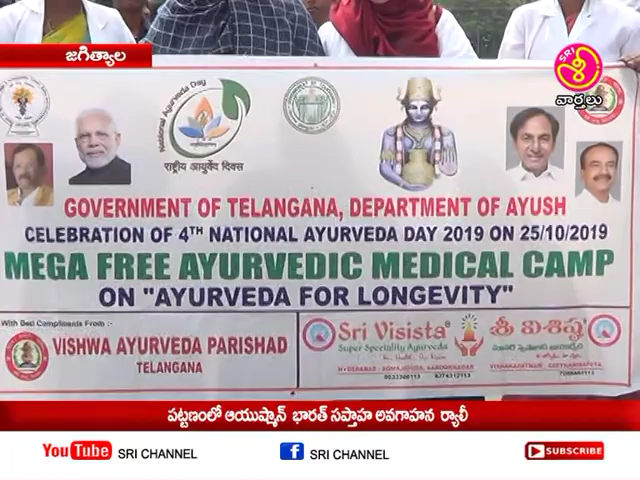 జగిత్యాల
SRI
శ్రీ
వార్తలు
National Ayurveda Day
राष्ट्रीय आयुर्वेद दिवस
GOVERNMENT OF TELANGANA, DEPARTMENT OF AYUSH
CELEBRATION OF 4TH NATIONAL AYURVEDA DAY 2019 ON 25/10/2019
MEGA FREE AYURVEDIC MEDICAL CAMP
ON "AYURVEDA FOR LONGEVITY"
With Best Compliments From :-
VISHWA AYURVEDA PARISHAD
TELANGANA
Sri Visista
Super Speciality Ayurveda
శ్రీ విశిష్ట
పట్టణంలో ఆయుష్మాన్ భారత్ సప్తాహ అవగాహన ర్యాలీ
YouTube SRI CHANNEL
f SRI CHANNEL
SUBSCRIBE